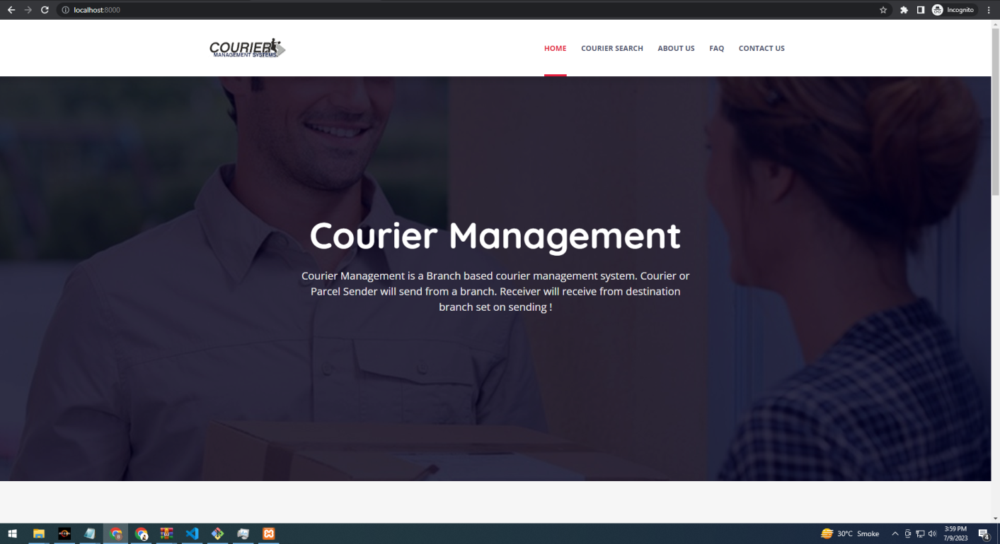 localhost:8000
Incognito
COURIER
MANAGEMENT SYSTEMS
HOME
COURIER SEARCH
ABOUT US
FAQ
CONTACT US
Courier Management
Courier Management is a Branch based courier management system. Courier or
Parcel Sender will send from a branch. Receiver will receive from destination
branch set on sending !
30°C Smoke
3:59 PM
7/9/2023
4